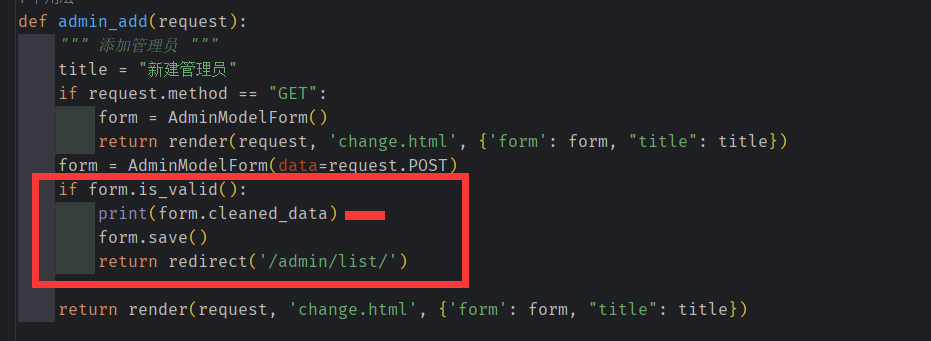 def admin_add(request):
""" 添加管理员 """
title = "新建管理员"
if request.method == "GET":
form = AdminModelForm()
return render(request, 'change.html', {'form': form, "title": title})
form = AdminModelForm(data=request.POST)
if form.is_valid():
print(form.cleaned_data)
form.save()
return redirect('/admin/list/')
return render(request, 'change.html', {'form': form, "title": title})